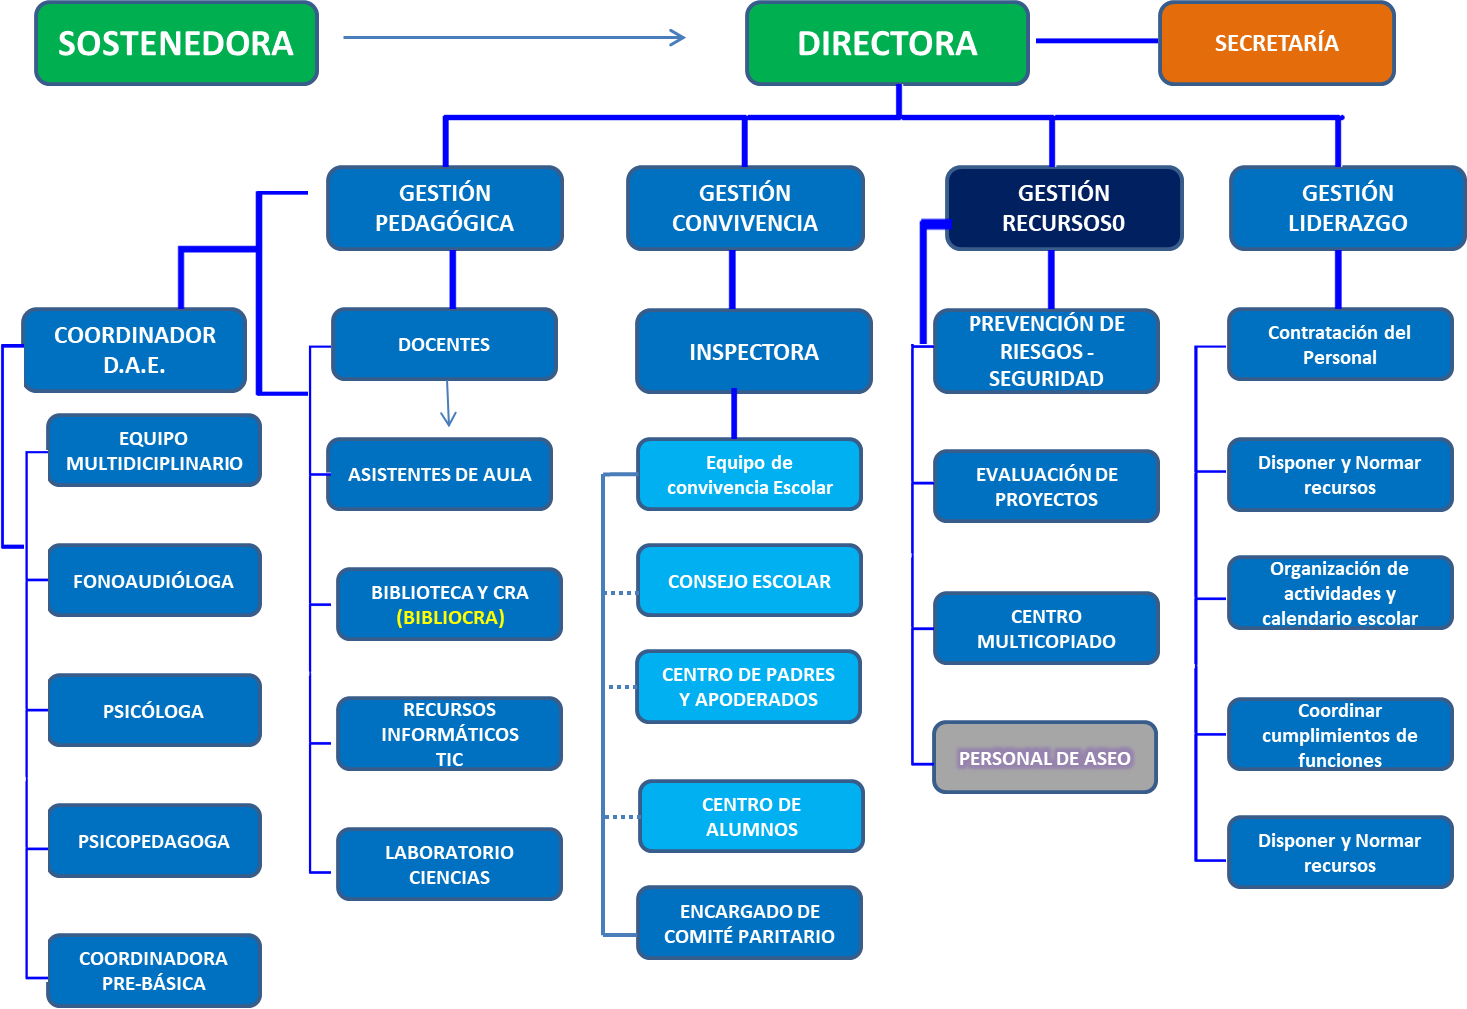 SOSTENEDORA
DIRECTORA
SECRETARÍA
GESTIÓN
PEDAGÓGICA
GESTIÓN
CONVIVENCIA
GESTIÓN
RECURSOS0
GESTIÓN
LIDERAZGO
COORDINADOR
D.A.E.
EQUIPO
MULTIDICIPLINARIO
FONOAUDIÓLOGA
PSICÓLOGA
PSICOPEDAGOGA
COORDINADORA
PRE-BÁSICA
DOCENTES
ASISTENTES DE AULA
BIBLIOTECA Y CRA
(BIBLIOCRA)
RECURSOS
INFORMÁTICOS
TIC
LABORATORIO
CIENCIAS
INSPECTORA
Equipo de
convivencia Escolar
CONSEJO ESCOLAR
CENTRO DE PADRES
Y APODERADOS
CENTRO DE
ALUMNOS
ENCARGADO DE
COMITÉ PARITARIO
PREVENCIÓN DE
RIESGOS -
SEGURIDAD
EVALUACIÓN DE
PROYECTOS
CENTRO
MULTICOPIADO
PERSONAL DE ASEO
Contratación del
Personal
Disponer y Normar
recursos
Organización de
actividades y
calendario escolar
Coordinar
cumplimientos de
funciones
Disponer y Normar
recursos